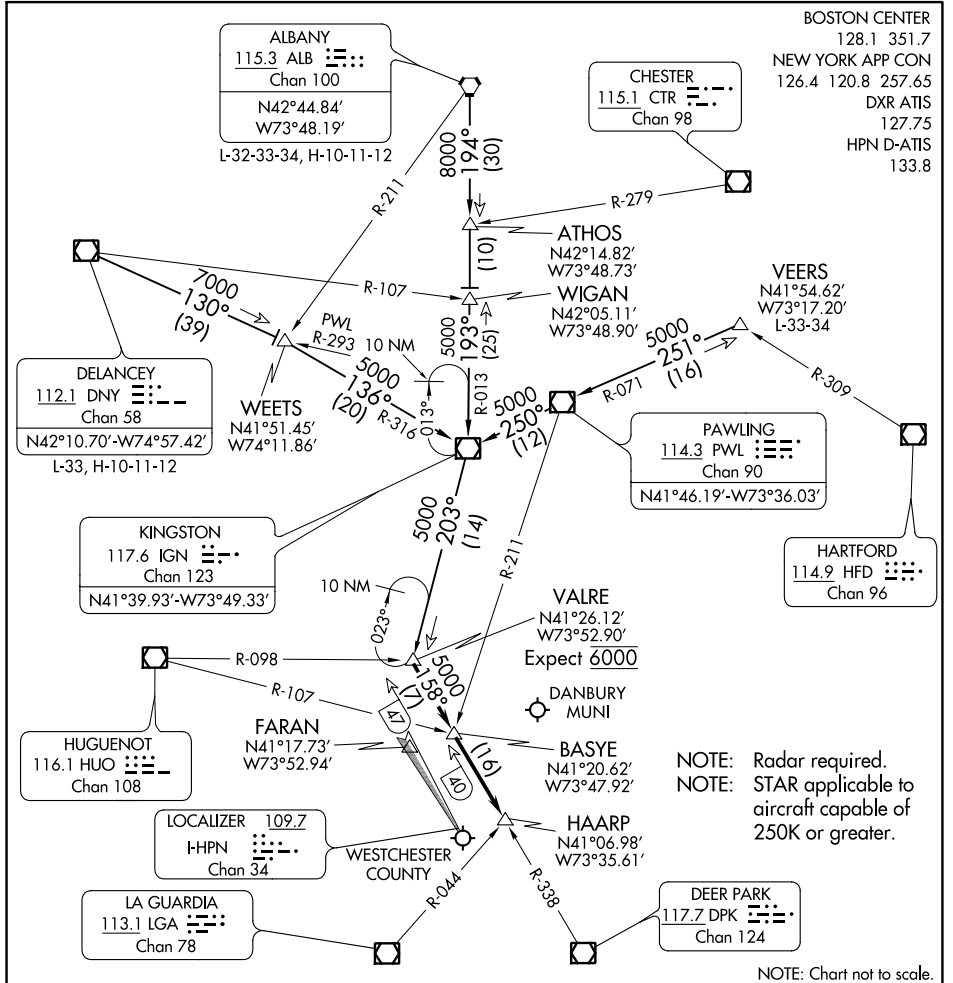 BOSTON CENTER
128.1 351.7
NEW YORK APP CON
126.4 120.8 257.65
DXR ATIS
127.75
HPN D-ATIS
133.8
ALBANY
115.3 ALB
Chan 100
N42°44.84'
W73°48.19'
L-32-33-34, H-10-11-12
CHESTER
115.1 CTR
Chan 98
8000
194°
(30)
R-211
R-279
ATHOS
N42°14.82'
W73°48.73'
(10)
WIGAN
N42°05.11'
W73°48.90'
VEERS
N41°54.62'
W73°17.20'
L-33-34
7000
130°
(39)
R-107
5000
193°
(25)
R-013
PWL
R-293
10 NM
013°
5000
136°
(20)
R-316
5000
251°
(16)
R-071
R-309
5000
250°
(12)
DELANCEY
112.1 DNY
Chan 58
N42°10.70'-W74°57.42'
L-33, H-10-11-12
WEETS
N41°51.45'
W74°11.86'
PAWLING
114.3 PWL
Chan 90
N41°46.19'-W73°36.03'
KINGSTON
117.6 IGN
Chan 123
N41°39.93'-W73°49.33'
5000
203°
(14)
R-211
HARTFORD
114.9 HFD
Chan 96
10 NM
023°
VALRE
N41°26.12'
W73°52.90'
Expect 6000
R-098
R-107
5000
158°
(7)
DANBURY
MUNI
HUGUENOT
116.1 HUO
Chan 108
FARAN
N41°17.73'
W73°52.94'
47
40
(16)
BASYE
N41°20.62'
W73°47.92'
NOTE: Radar required.
NOTE: STAR applicable to
aircraft capable of
250K or greater.
LOCALIZER 109.7
I-HPN
Chan 34
WESTCHESTER
COUNTY
HAARP
N41°06.98'
W73°35.61'
LA GUARDIA
113.1 LGA
Chan 78
R-044
R-338
DEER PARK
117.7 DPK
Chan 124
NOTE: Chart not to scale.